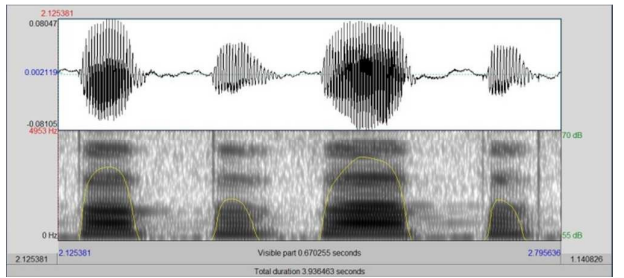 2.125381
0.08047
0.002119
-0.08105
4953 Hz
70 dB
0 Hz
55 dB
2.125381 Visible part 0.670255 seconds 2.795636
2.125381 1.140826
Total duration 3.936463 seconds